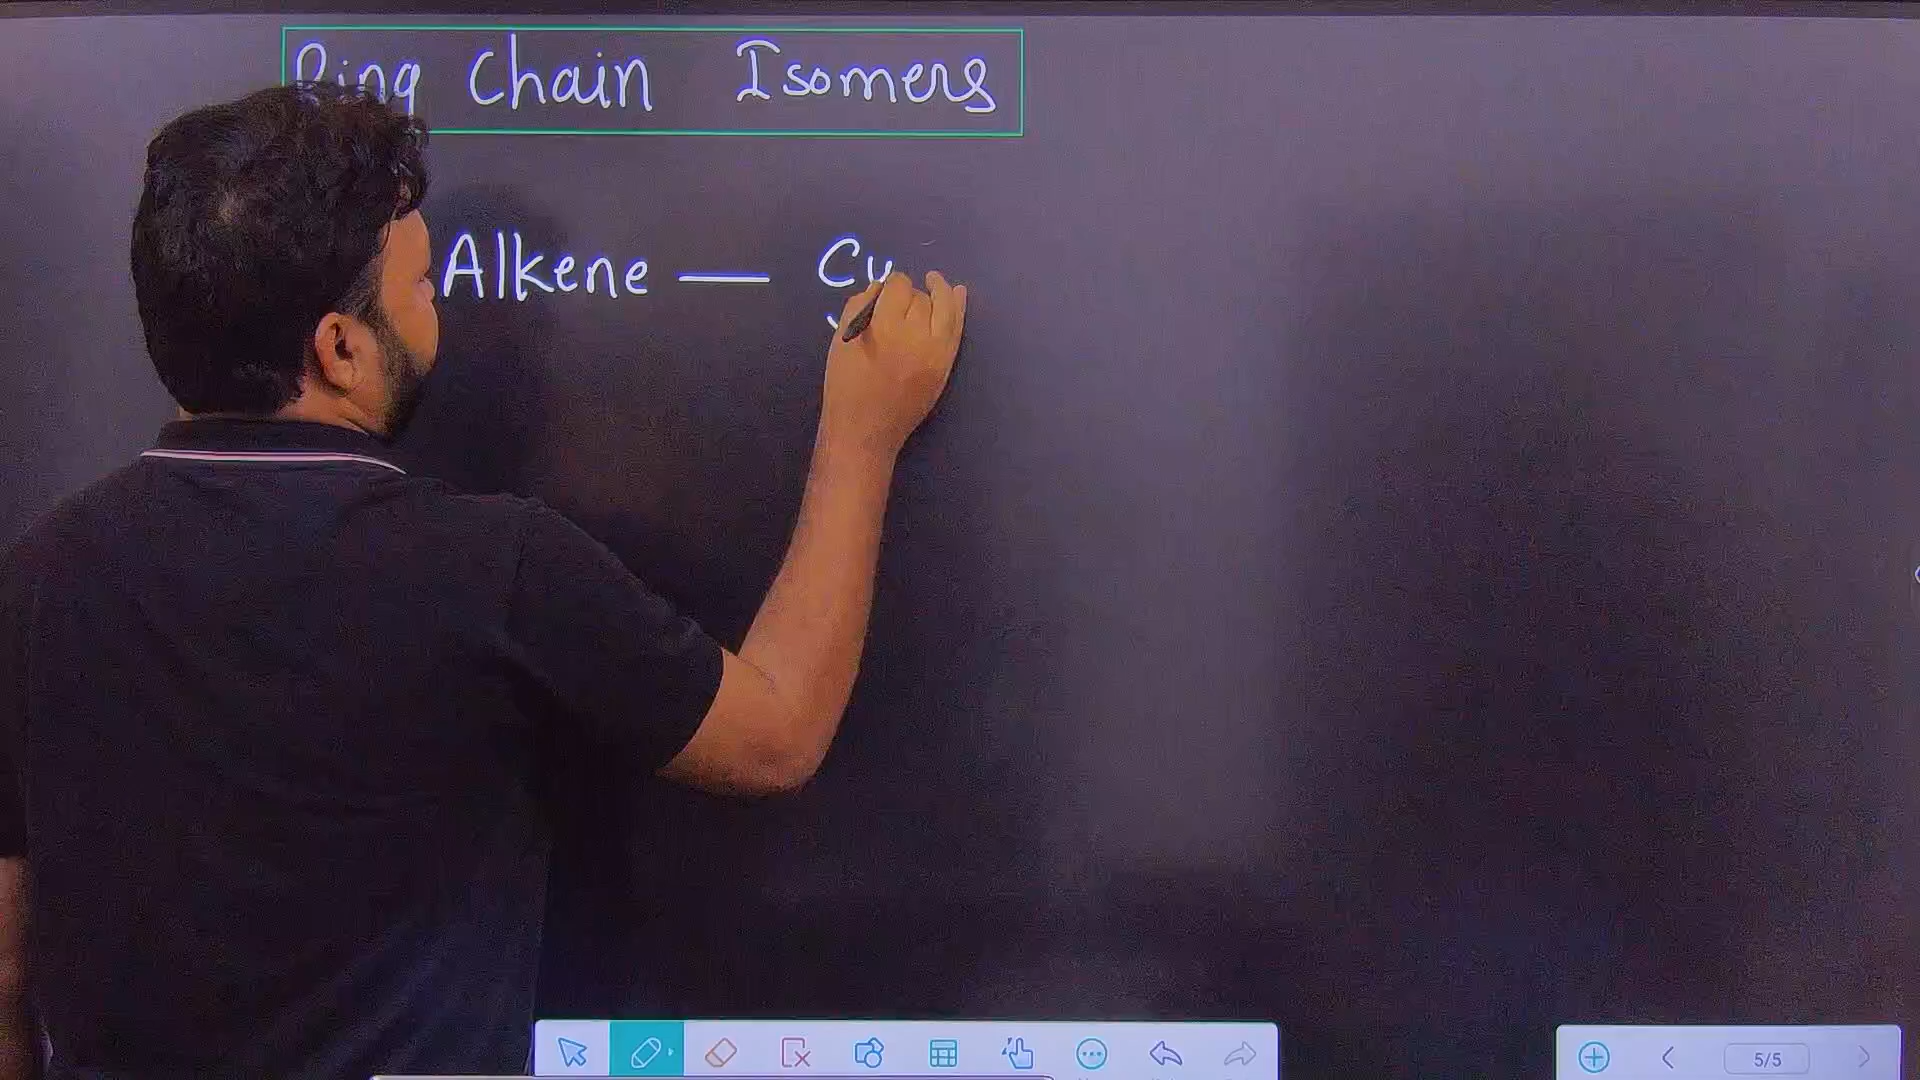 Ring Chain Isomers
Alkene — Cy
5/5